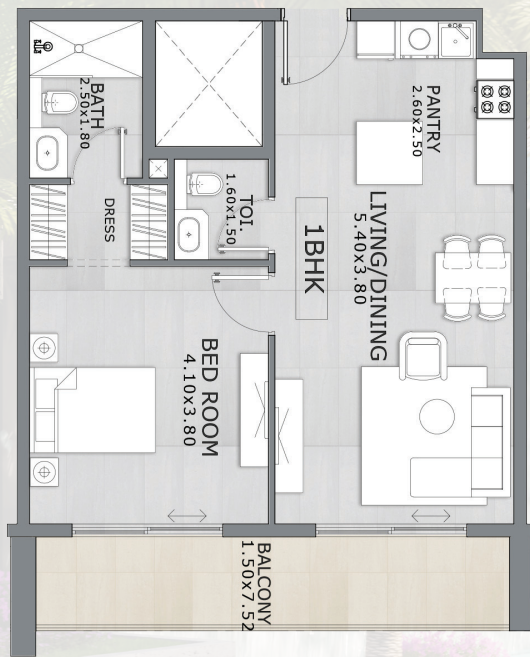 BATH
2.50x1.80
PANTRY
2.60x2.50
TOI.
1.60x1.50
DRESS
LIVING/DINING
5.40x3.80
1BHK
BED ROOM
4.10x3.80
BALCONY
1.50x7.52